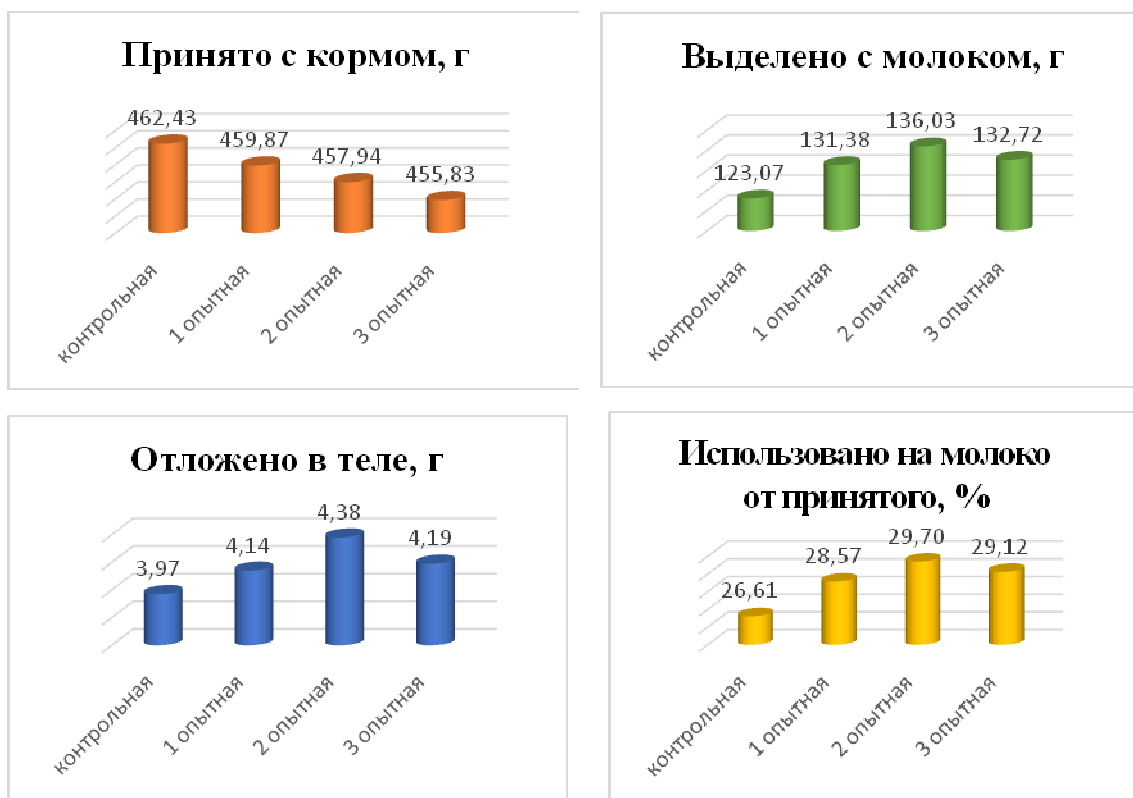 Принято с кормом, г
462,43
459,87
457,94
455,83
контрольная
1 опытная
2 опытная
3 опытная
Выделено с молоком, г
123,07
131,38
136,03
132,72
контрольная
1 опытная
2 опытная
3 опытная
Отложено в теле, г
3,97
4,14
4,38
4,19
контрольная
1 опытная
2 опытная
3 опытная
Использовано на молоко
от принятого, %
26,61
28,57
29,70
29,12
контрольная
1 опытная
2 опытная
3 опытная